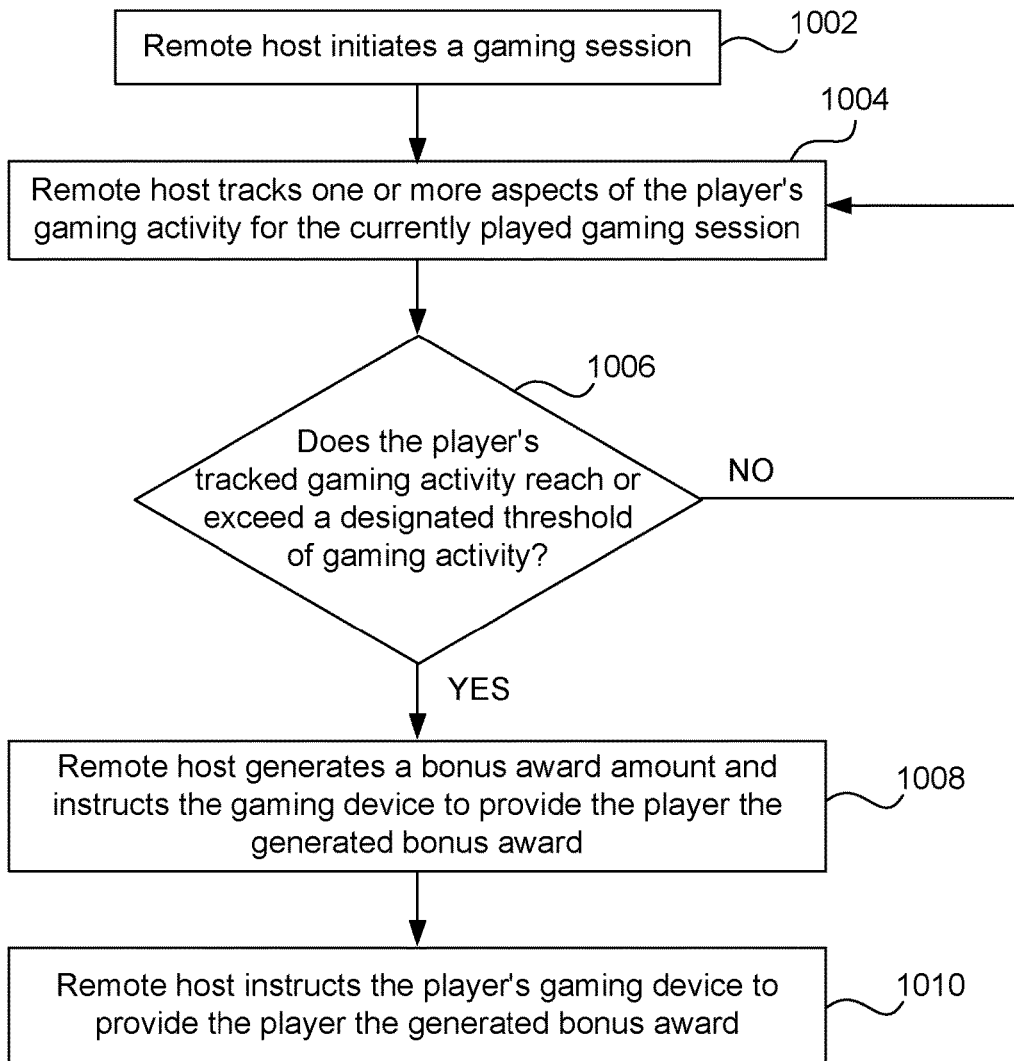 Remote host initiates a gaming session
1002
1004
Remote host tracks one or more aspects of the player's
gaming activity for the currently played gaming session
1006
Does the player's
tracked gaming activity reach or
exceed a designated threshold
of gaming activity?
NO
YES
Remote host generates a bonus award amount and
instructs the gaming device to provide the player the
generated bonus award
1008
Remote host instructs the player's gaming device to
provide the player the generated bonus award
1010